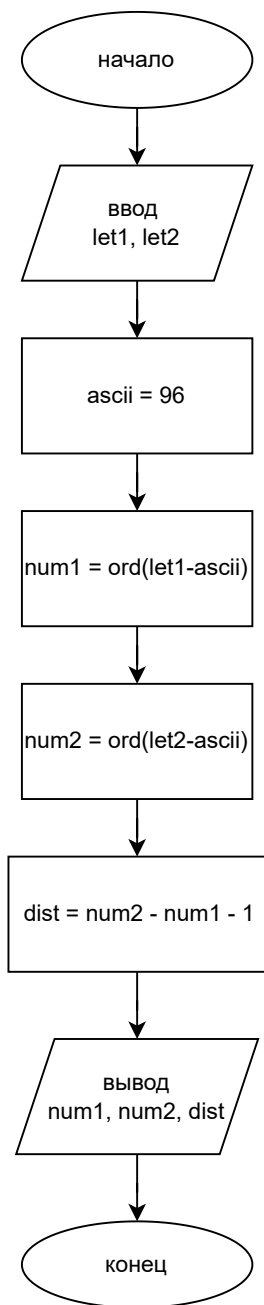 начало
ввод
let1, let2
ascii = 96
num1 = ord(let1-ascii)
num2 = ord(let2-ascii)
dist = num2 - num1 - 1
вывод
num1, num2, dist
конец